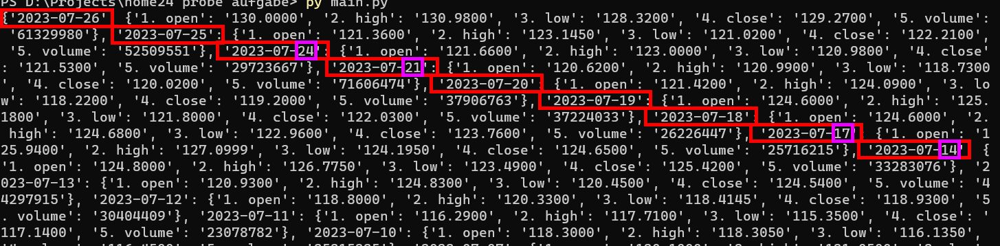 PS D:\Projects\home24 probe aufgabe> py main.py
{'2023-07-26' {'1. open': '130.0000', '2. high': '130.9800', '3. low': '128.3200', '4. close': '129.2700', '5. volume':
'61329980'}, '2023-07-25': {'1. open': '121.3600', '2. high': '123.1450', '3. low': '121.0200', '4. close': '122.2100',
'5. volume': '52509551'}, '2023-07-24': {'1. open': '121.6600', '2. high': '123.0000', '3. low': '120.9800', '4. close'
: '121.5300', '5. volume': '29723667'}, '2023-07-21': {'1. open': '120.6200', '2. high': '120.9900', '3. low': '118.7300'
, '4. close': '120.0200', '5. volume': '71606474'}, '2023-07-20': {'1. open': '121.4200', '2. high': '124.0900', '3. lo
w': '118.2200', '4. close': '119.2000', '5. volume': '37906763'}, '2023-07-19': {'1. open': '124.6000', '2. high': '125.
1800', '3. low': '121.8000', '4. close': '122.0300', '5. volume': '37224033'}, '2023-07-18': {'1. open': '124.6000', '2.
high': '124.6800', '3. low': '122.9600', '4. close': '123.7600', '5. volume': '26226447'}, '2023-07-17' {'1. open': '1
25.9400', '2. high': '127.0999', '3. low': '124.1950', '4. close': '124.6500', '5. volume': '25716215'}, '2023-07-14' {
'1. open': '124.8000', '2. high': '126.7750', '3. low': '123.4900', '4. close': '125.4200', '5. volume': '33283076'}, '2
023-07-13': {'1. open': '120.9300', '2. high': '124.8300', '3. low': '120.4500', '4. close': '124.5400', '5. volume': '4
4297915'}, '2023-07-12': {'1. open': '118.8000', '2. high': '120.3300', '3. low': '118.4145', '4. close': '118.9300', '5
. volume': '30404409'}, '2023-07-11': {'1. open': '116.2900', '2. high': '117.7100', '3. low': '115.3500', '4. close': '
117.1400', '5. volume': '23078782'}, '2023-07-10': {'1. open': '118.3000', '2. high': '118.3050', '3. low': '116.1350',